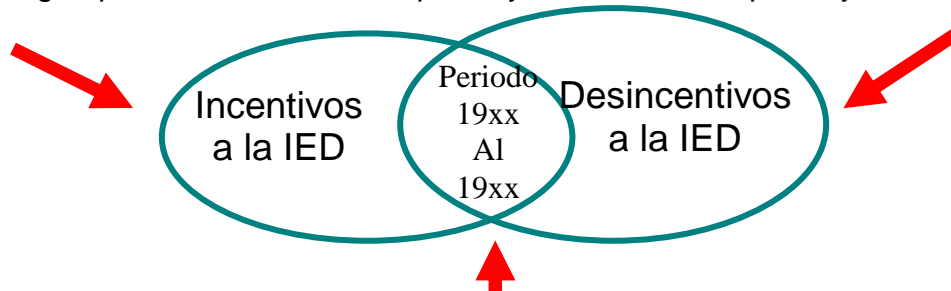 Incentivos
a la IED
Periodo
19xx
Al
19xx
Desincentivos
a la IED